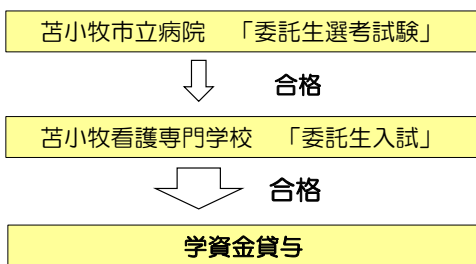 苫小牧市立病院　「委託生選考試験」
合格
苫小牧看護専門学校　「委託生入試」
合格
学資金貸与